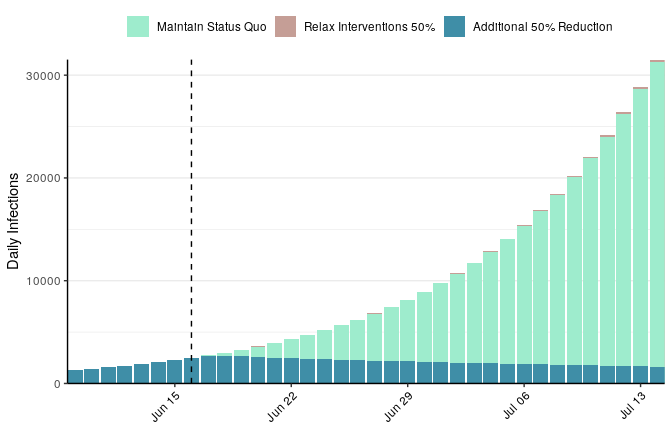 Maintain Status Quo Relax Interventions 50% Additional 50% Reduction
30000
20000
10000
0
Daily Infections
Jun 15 Jun 22 Jun 29 Jul 06 Jul 13